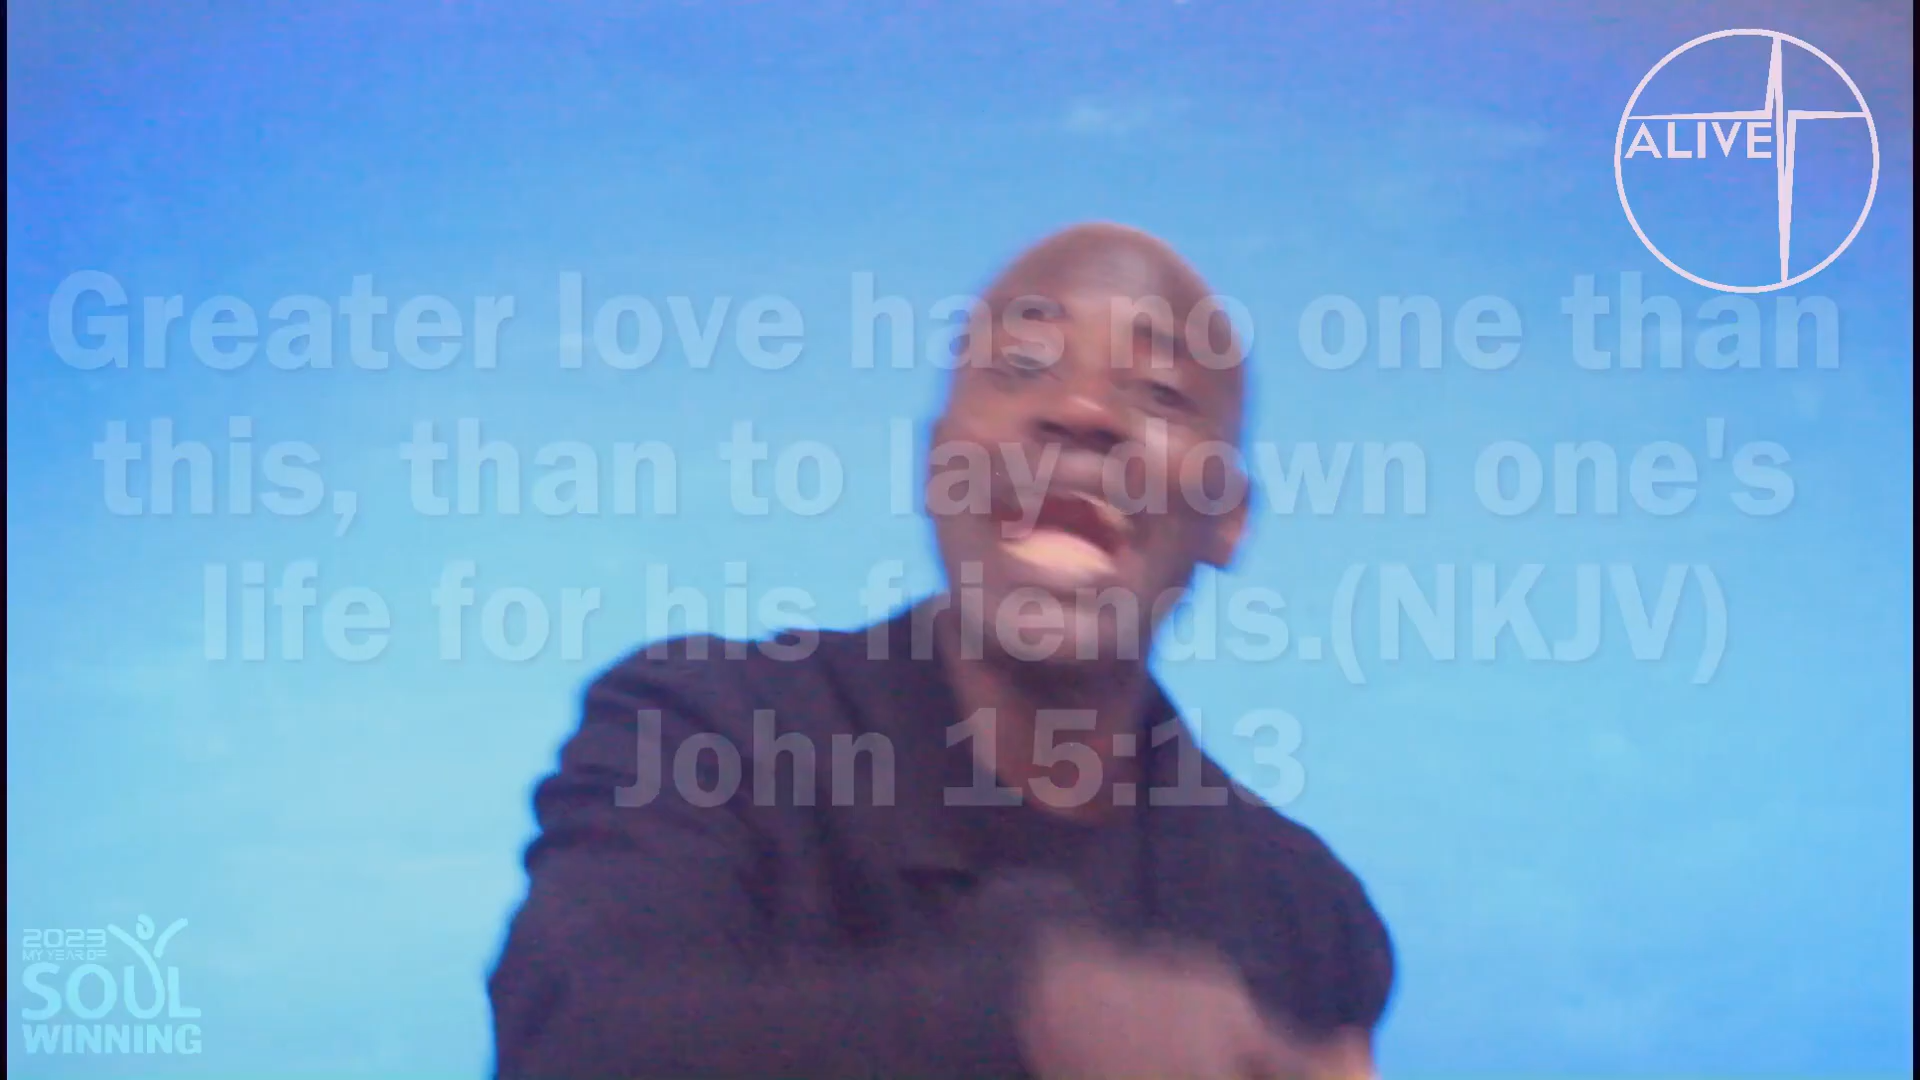 ALIVE
Greater love has no one than
this, than to lay down one's
life for his friends.(NKJV)
John 15:13
2023
MY YEAR OF
SOUL
WINNING